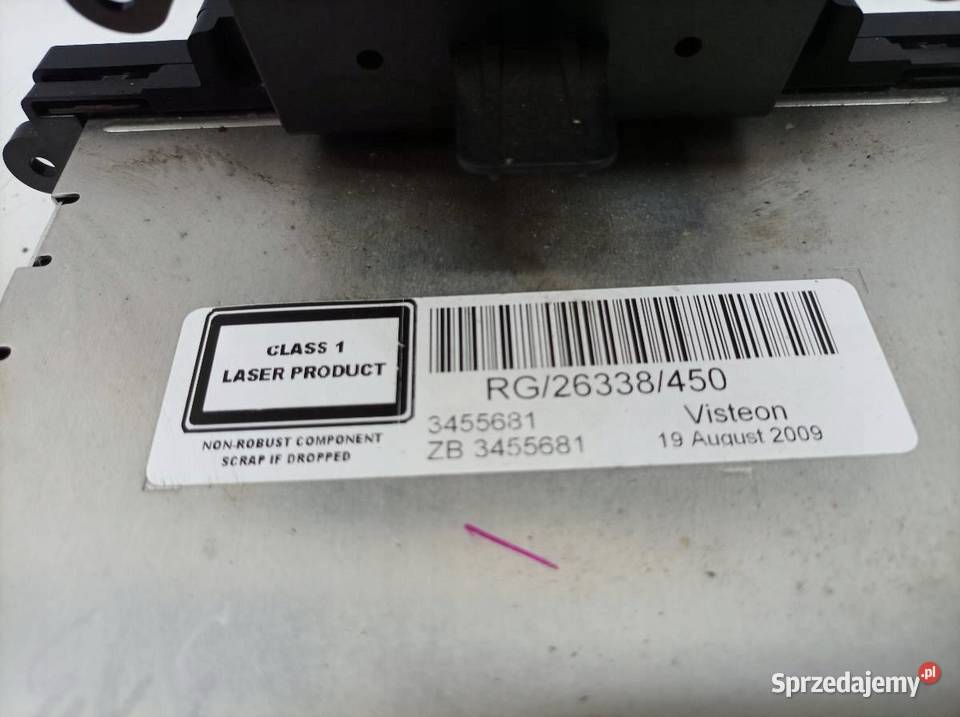 CLASS 1
LASER PRODUCT
NON-ROBUST COMPONENT
SCRAP IF DROPPED
RG/26338/450
3455681
ZB 3455681
Visteon
19 August 2009
Sprzedajemy.pl